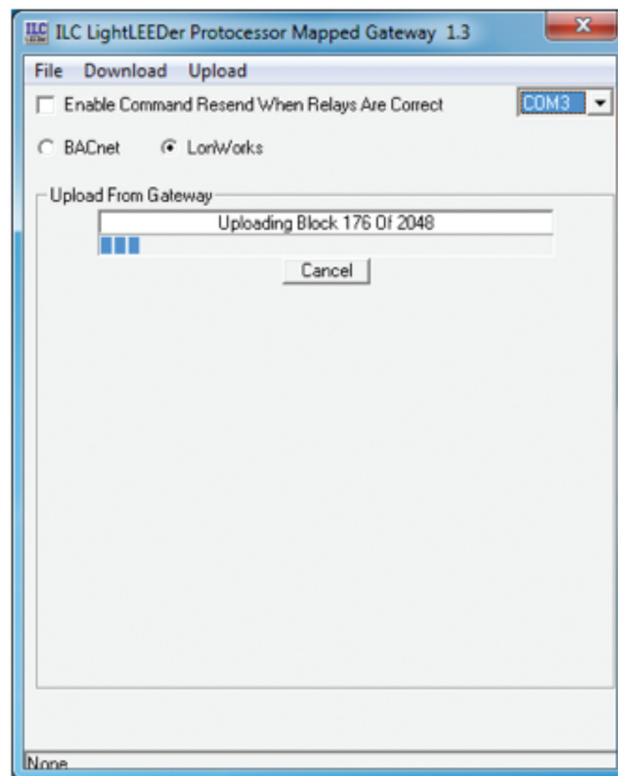 ILC LightLEEDer Protocessor Mapped Gateway 1.3
File Download Upload
Enable Command Resend When Relays Are Correct COM3
BACnet LonWorks
Upload From Gateway
Uploading Block 176 Of 2048
Cancel
None